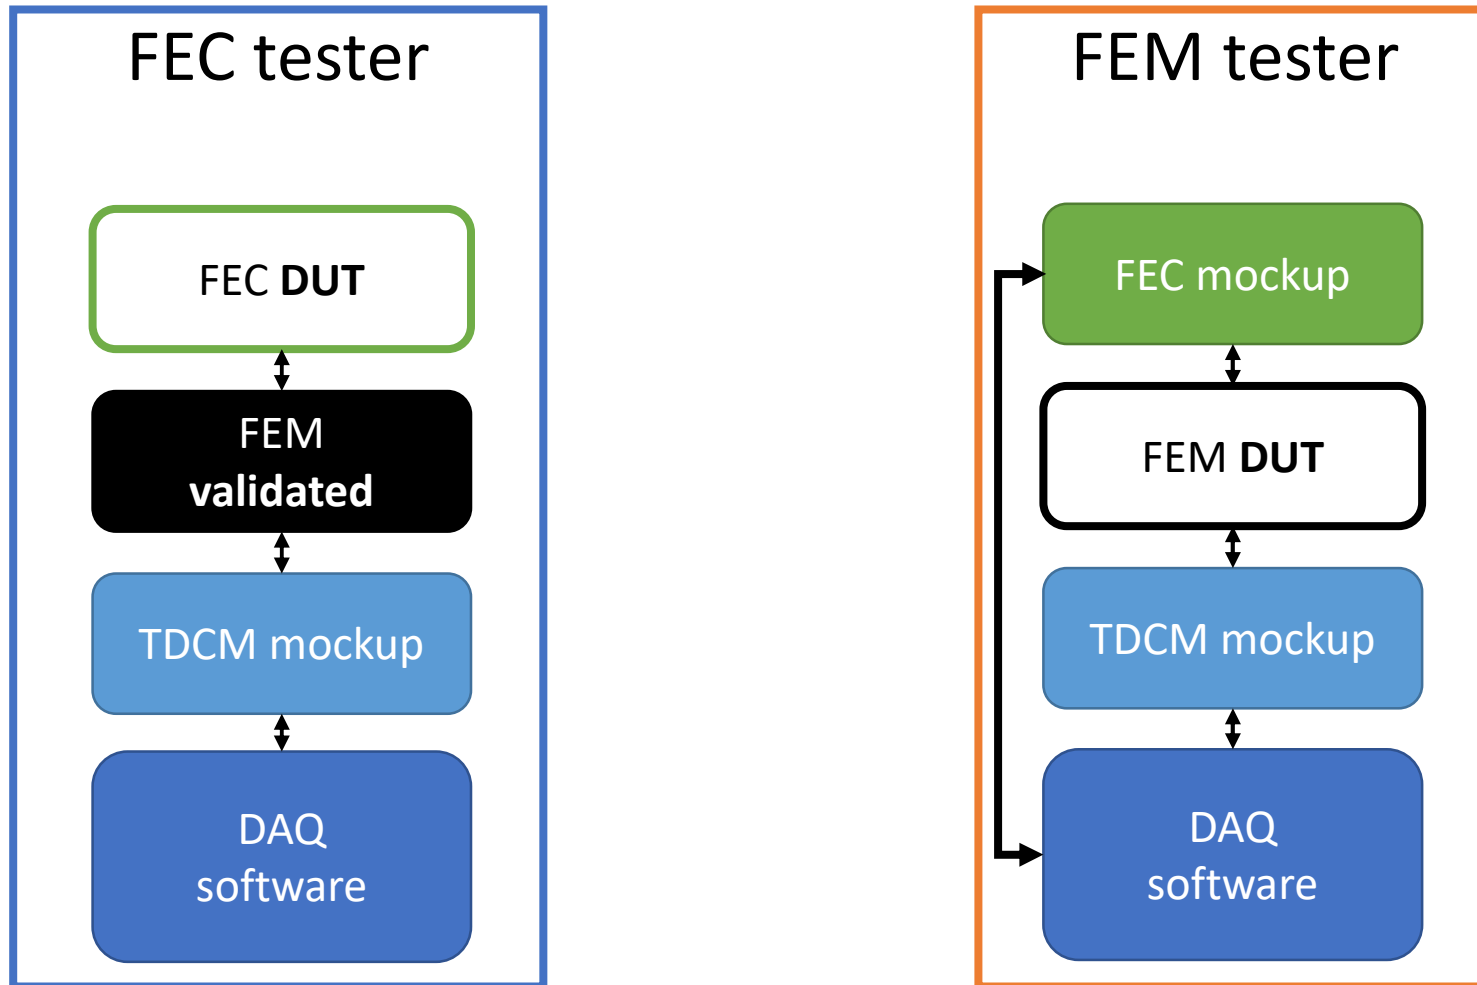 FEC tester
FEC DUT
FEM
validated
TDCM mockup
DAQ
software
FEM tester
FEC mockup
FEM DUT
TDCM mockup
DAQ
software